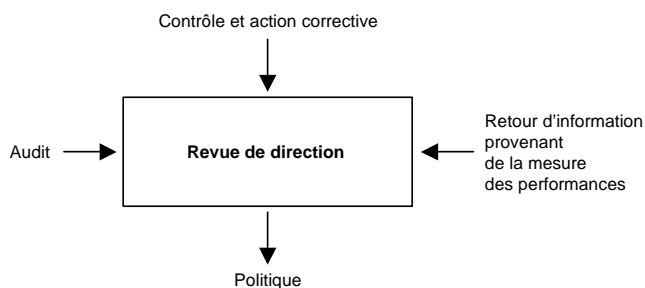 Contrôle et action corrective
Audit
Revue de direction
Retour d’information
provenant
de la mesure
des performances
Politique